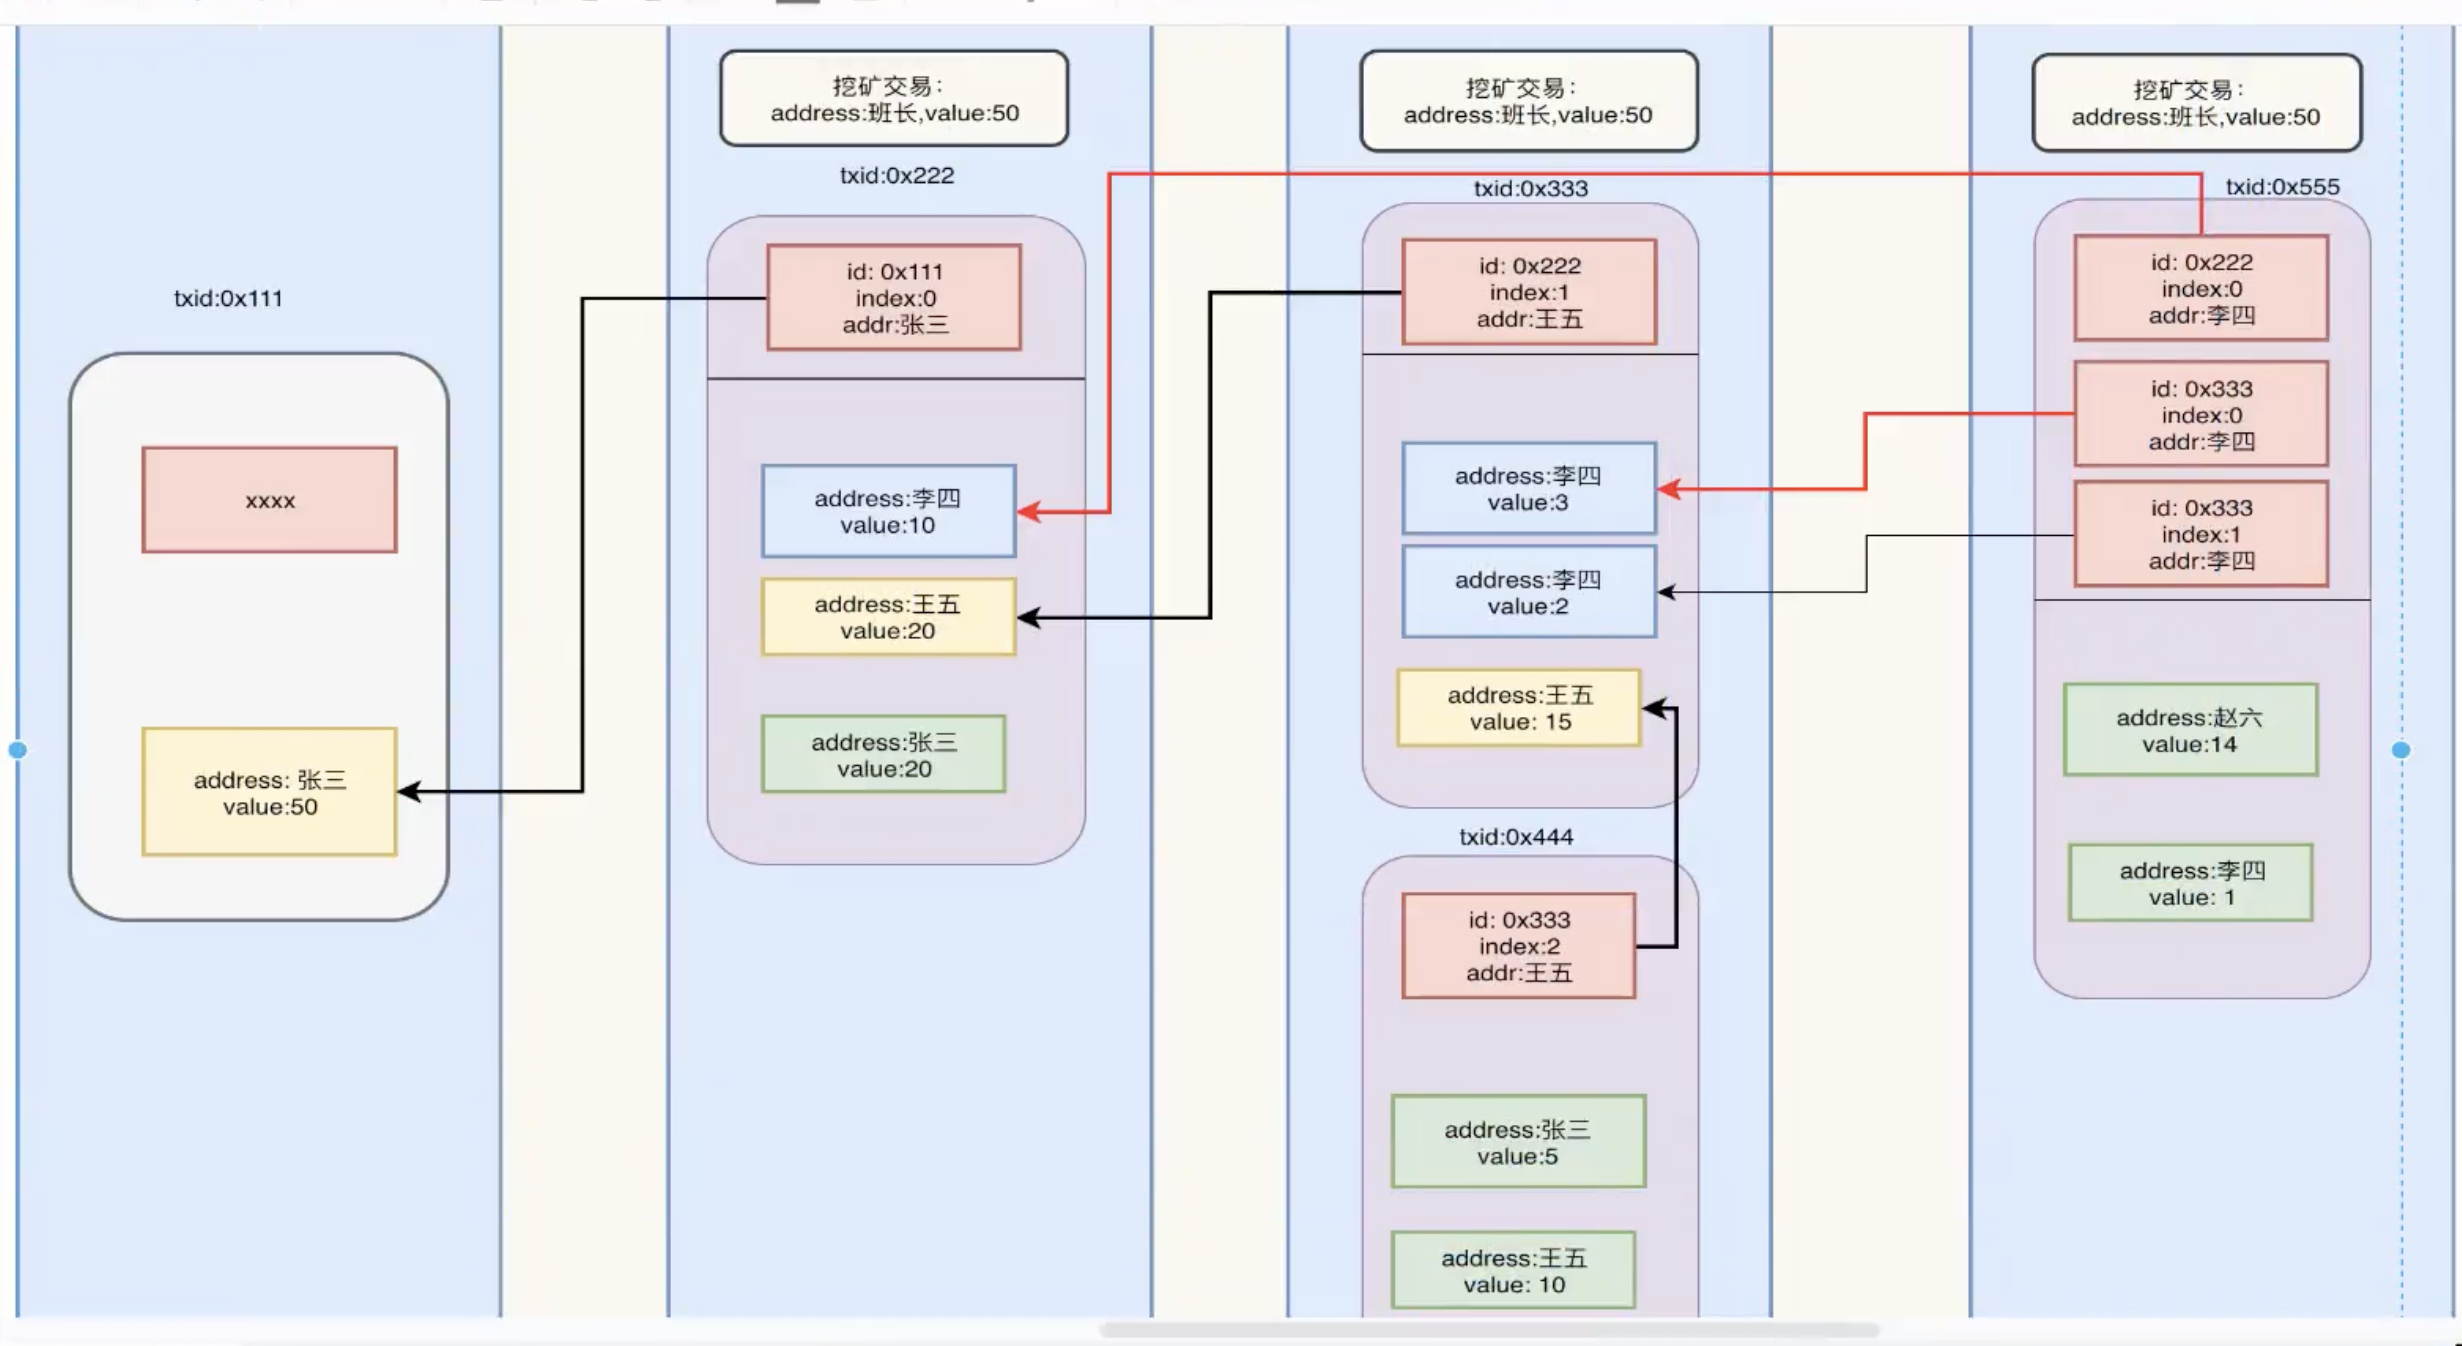 txid:0x111
xxxx
address: 张三
value:50
挖矿交易：
address:班长,value:50
txid:0x222
id: 0x111
index:0
addr:张三
address:李四
value:10
address:王五
value:20
address:张三
value:20
挖矿交易：
address:班长,value:50
txid:0x333
id: 0x222
index:1
addr:王五
address:李四
value:3
address:李四
value:2
address:王五
value: 15
txid:0x444
id: 0x333
index:2
addr:王五
address:张三
value:5
address:王五
value: 10
挖矿交易：
address:班长,value:50
txid:0x555
id: 0x222
index:0
addr:李四
id: 0x333
index:0
addr:李四
id: 0x333
index:1
addr:李四
address:赵六
value:14
address:李四
value: 1